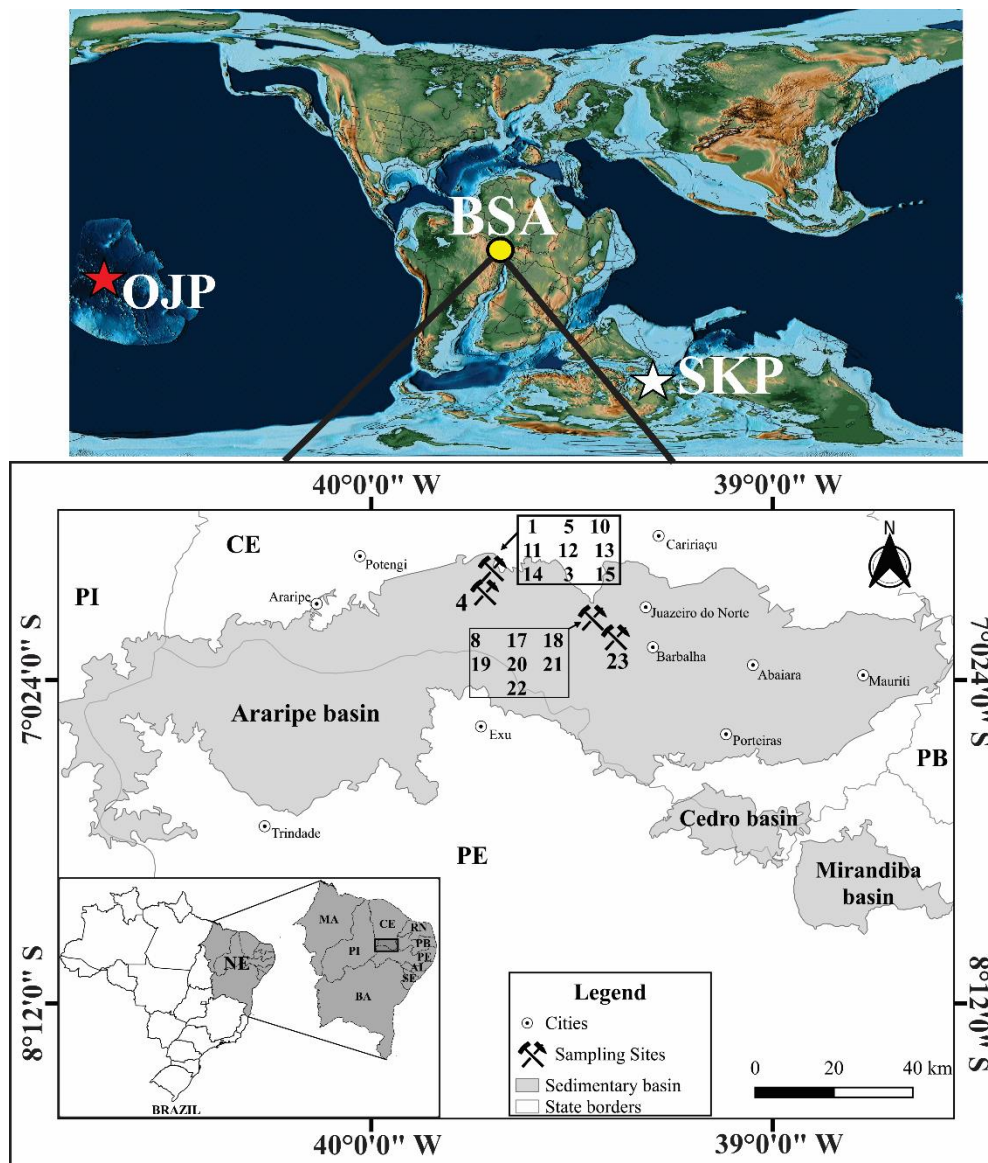 BSA
OJP
SKP
40°0'0" W
39°0'0" W
N
CE
PI
Potengi
Araripe
1 5 10
11 12 13
14 3 15
4
Caririaçu
Juazeiro do Norte
8 17 18
19 20 21
22
23
Barbalha
Abaiara
Mauriti
7°024'0" S
7°024'0" S
Araripe basin
Exu
Porteiras
PB
Trindade
PE
Cedro basin
Mirandiba
basin
NE
MA
CE
RN
PB
PI
PE
SE
BA
BRAZIL
8°12'0" S
8°12'0" S
Legend
Cities
Sampling Sites
Sedimentary basin
State borders
0 20 40 km
40°0'0" W
39°0'0" W